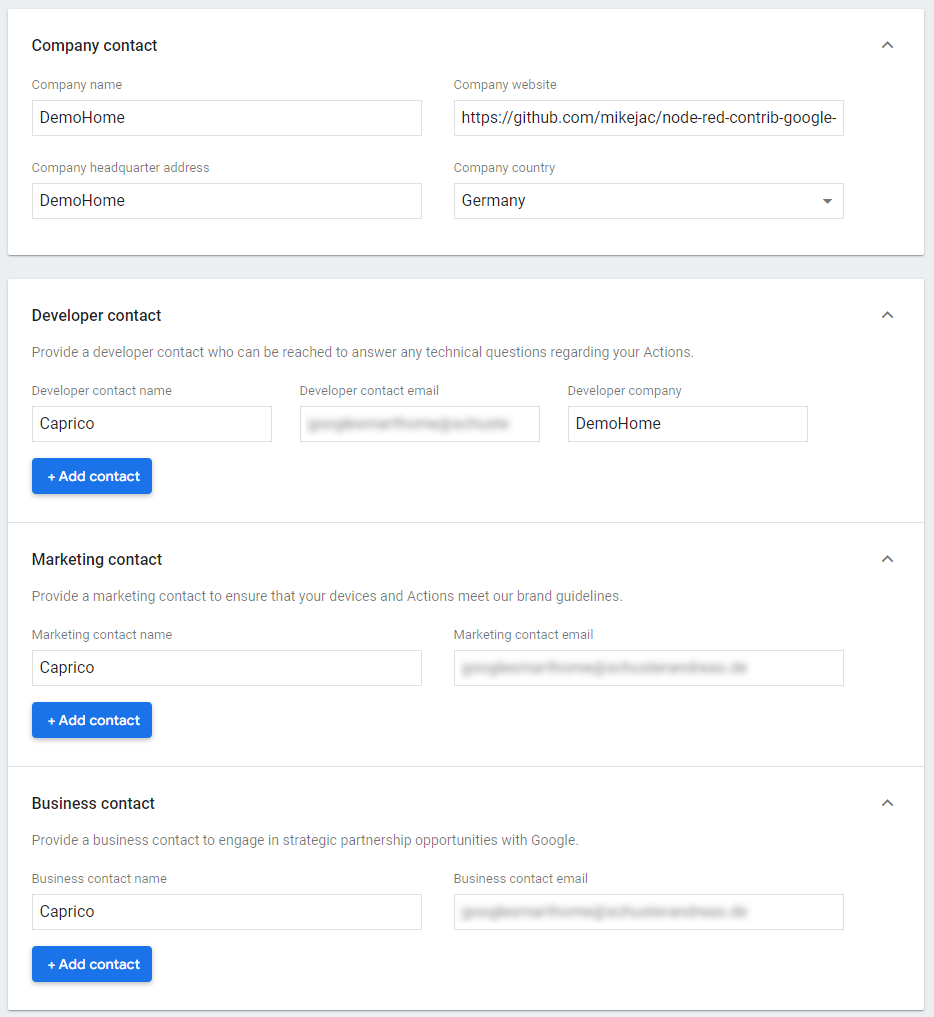 Company contact
Company name Company website
DemoHome https://github.com/mikejac/node-red-contrib-google-
Company headquarter address Company country
DemoHome Germany
Developer contact
Provide a developer contact who can be reached to answer any technical questions regarding your Actions.
Developer contact name Developer contact email Developer company
Caprico DemoHome
+ Add contact
Marketing contact
Provide a marketing contact to ensure that your devices and Actions meet our brand guidelines.
Marketing contact name Marketing contact email
Caprico
+ Add contact
Business contact
Provide a business contact to engage in strategic partnership opportunities with Google.
Business contact name Business contact email
Caprico
+ Add contact